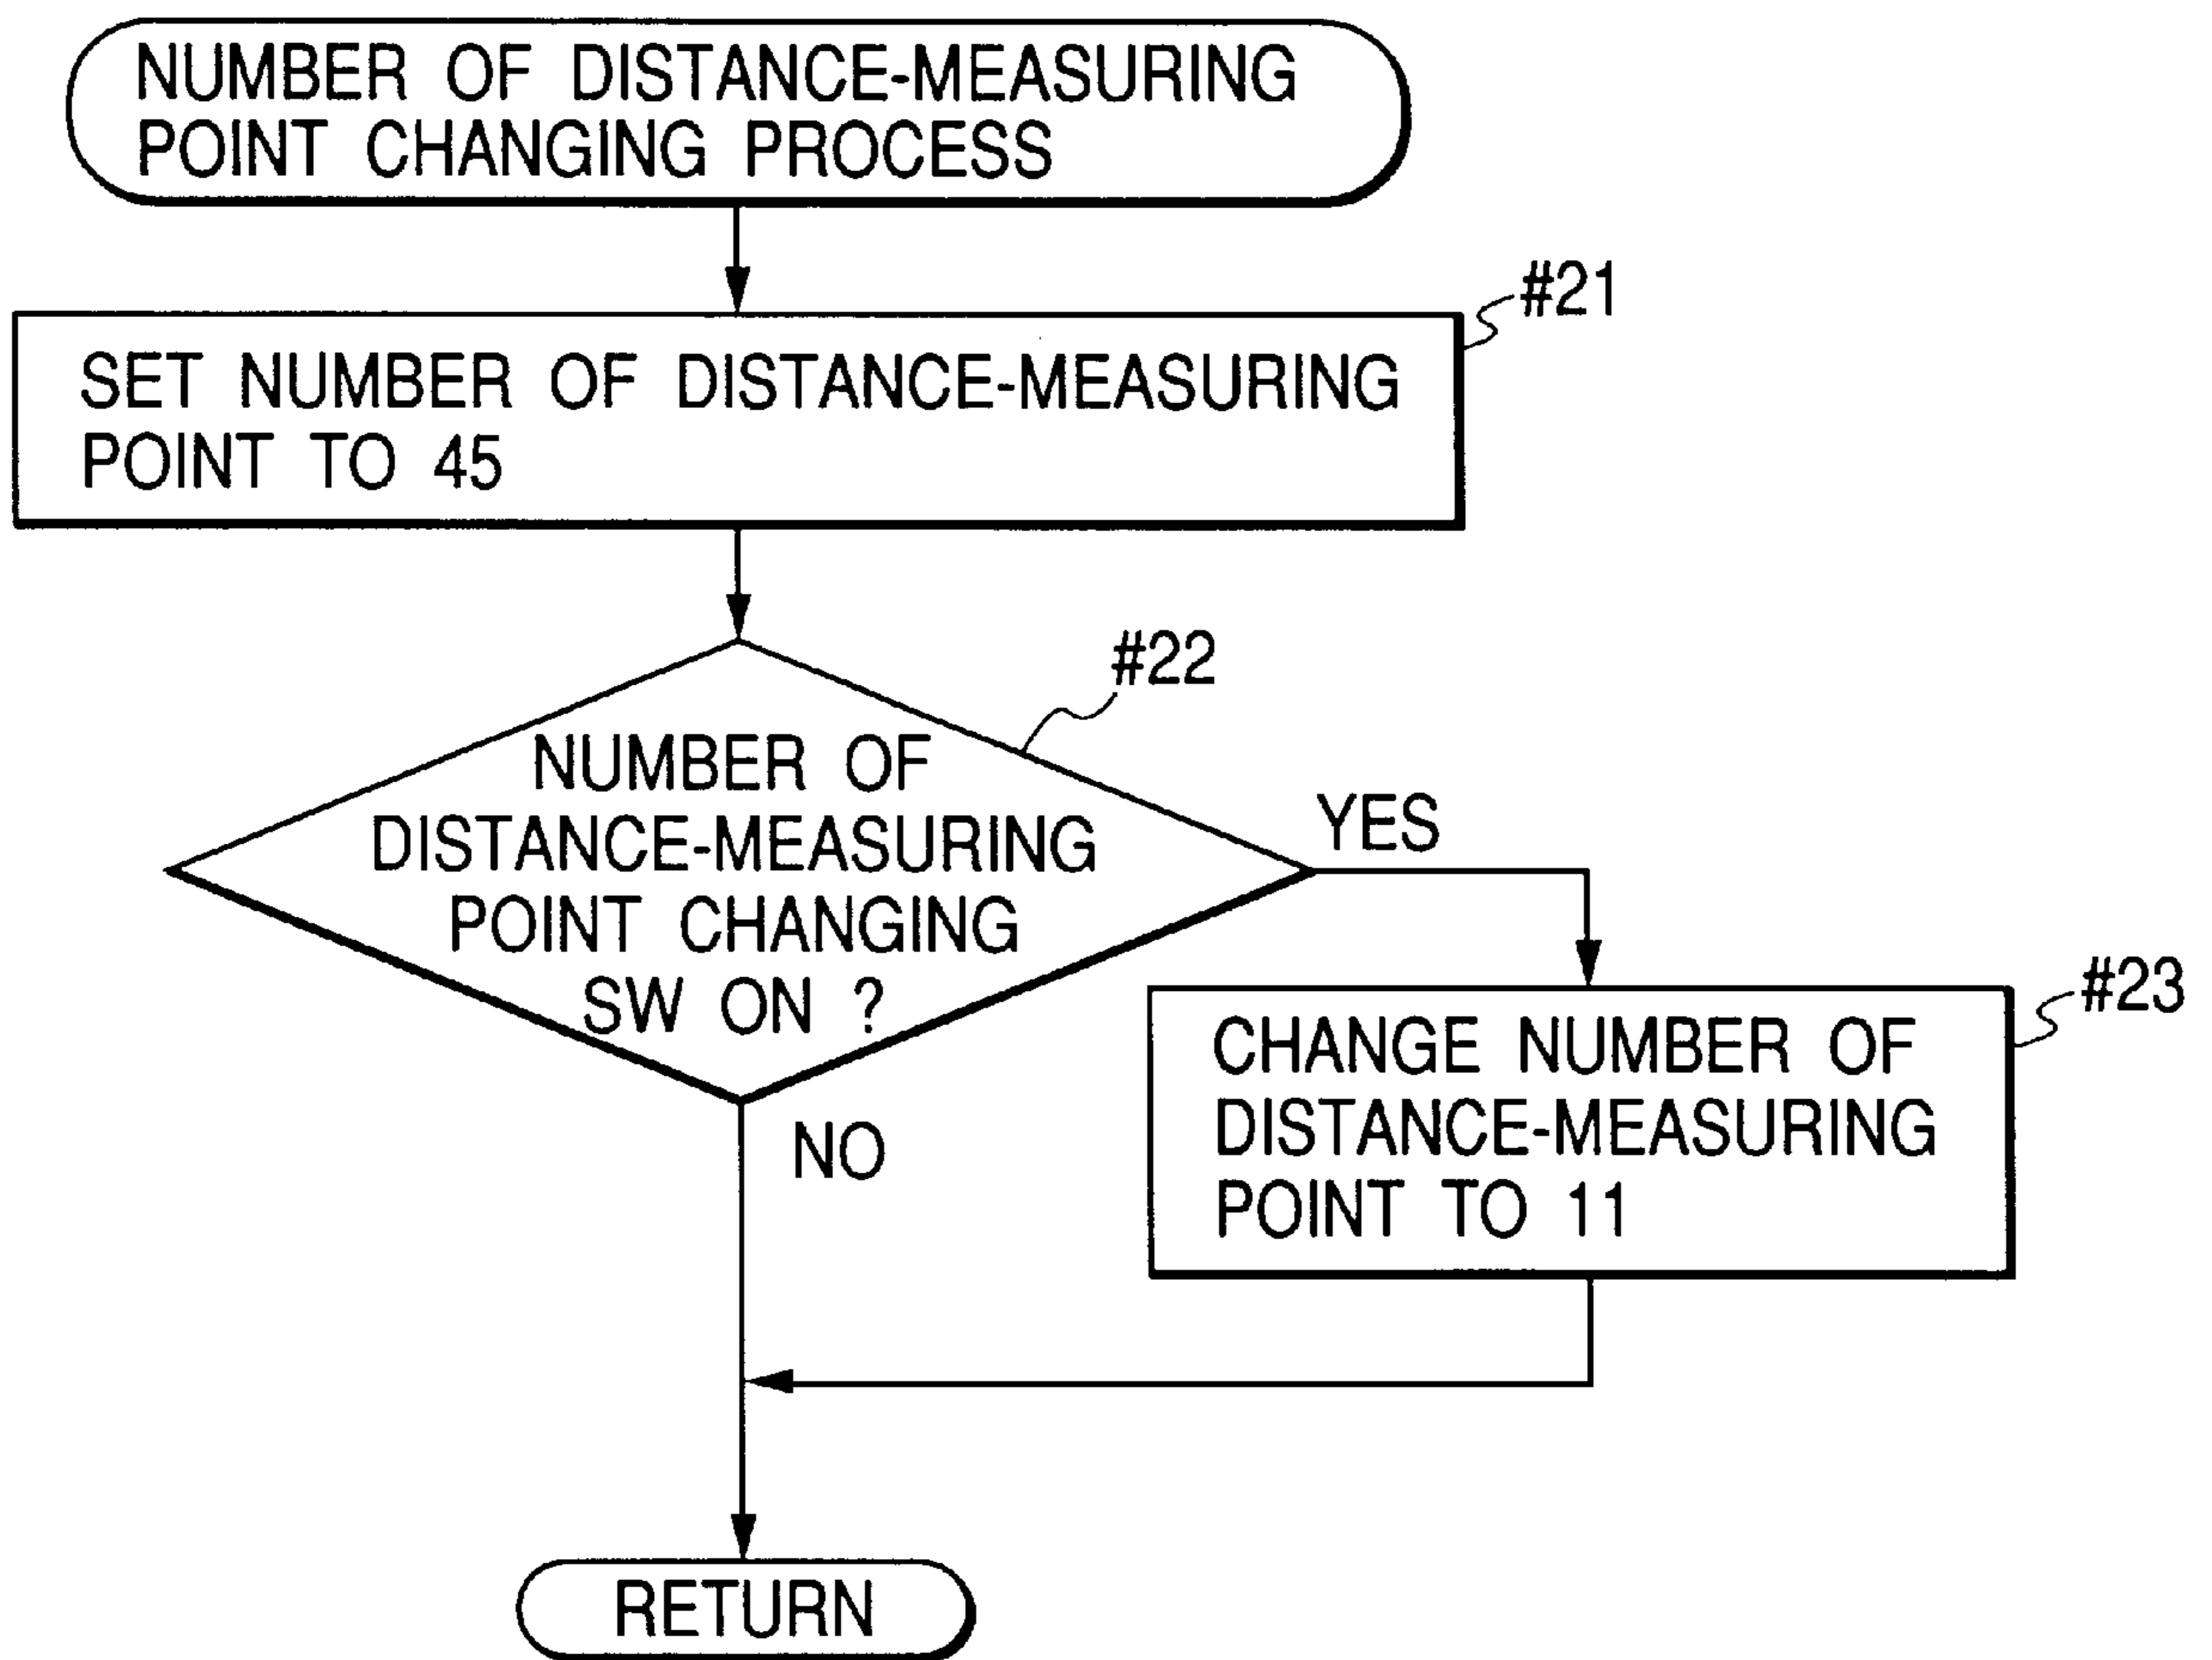 NUMBER OF DISTANCE-MEASURING
POINT CHANGING PROCESS
#21
SET NUMBER OF DISTANCE-MEASURING
POINT TO 45
#22
NUMBER OF
DISTANCE-MEASURING
POINT CHANGING
SW ON ?
YES
#23
CHANGE NUMBER OF
DISTANCE-MEASURING
POINT TO 11
NO
RETURN